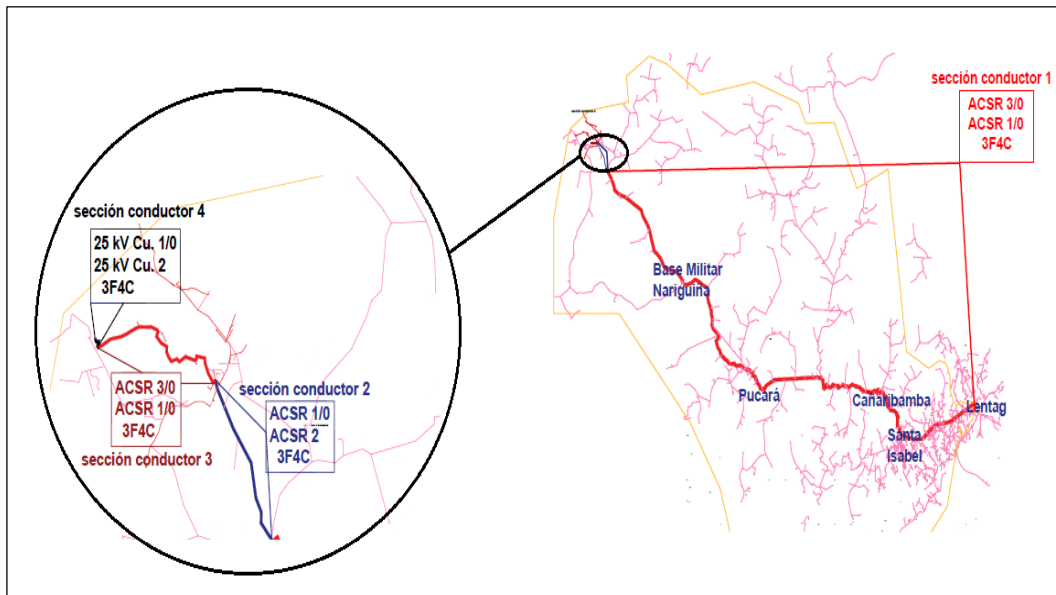 sección conductor 1
ACSR 3/0
ACSR 1/0
3F4C
sección conductor 4
25 kV Cu. 1/0
25 kV Cu. 2
3F4C
Base Militar
Nariguina
ACSR 3/0
ACSR 1/0
3F4C
sección conductor 3
sección conductor 2
ACSR 1/0
ACSR 2
3F4C
Pucará
Cañaribamba
Lentag
Santa
Isabel